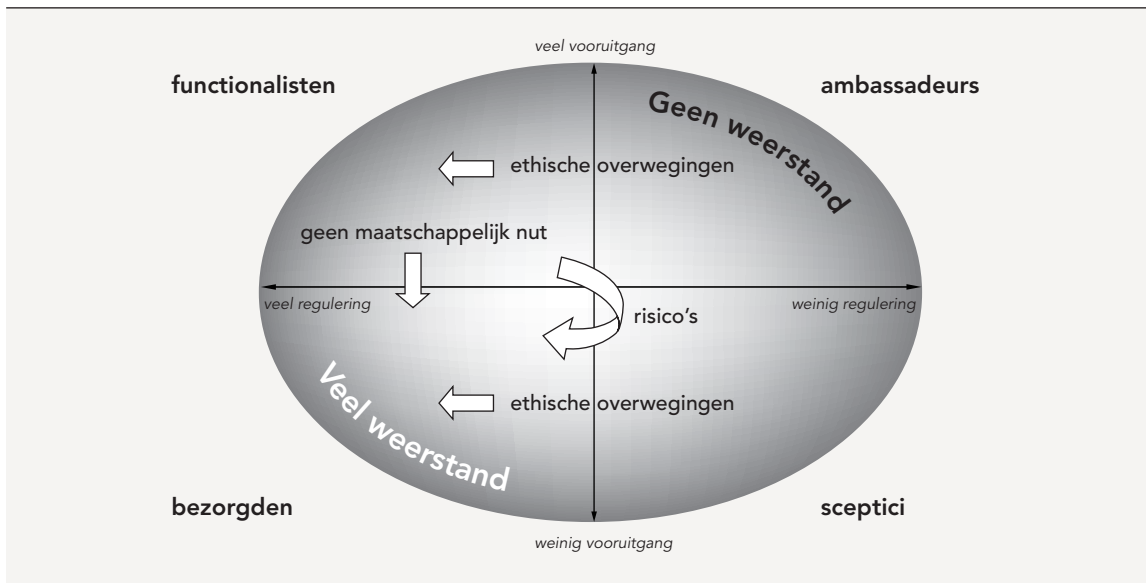 veel vooruitgang
functionalisten
ambassadeurs
Geen weerstand
ethische overwegingen
geen maatschappelijk nut
veel regulering
weinig regulering
risico's
Veel weerstand
ethische overwegingen
bezorgden
sceptici
weinig vooruitgang